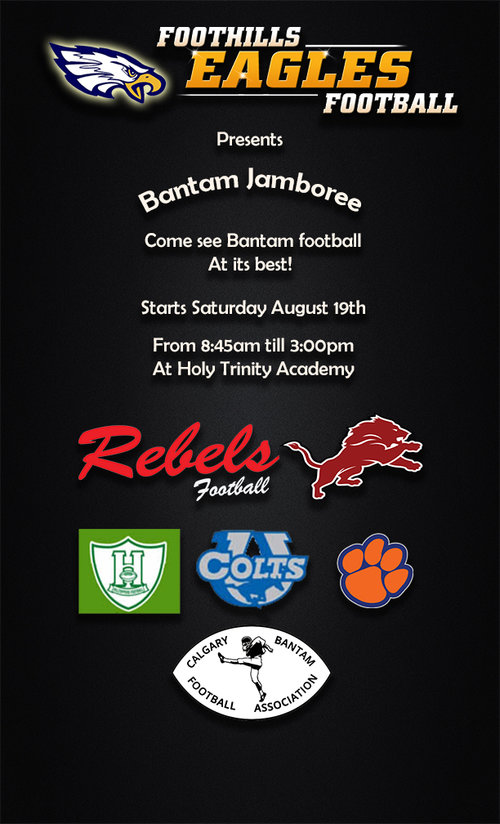 FOOTHILLS
EAGLES
FOOTBALL
Presents
Bantam Jamboree
Come see Bantam football
At its best!
Starts Saturday August 19th
From 8:45am till 3:00pm
At Holy Trinity Academy
Rebels
Football
H
COLTS
CALGARY BANTAM
FOOTBALL ASSOCIATION